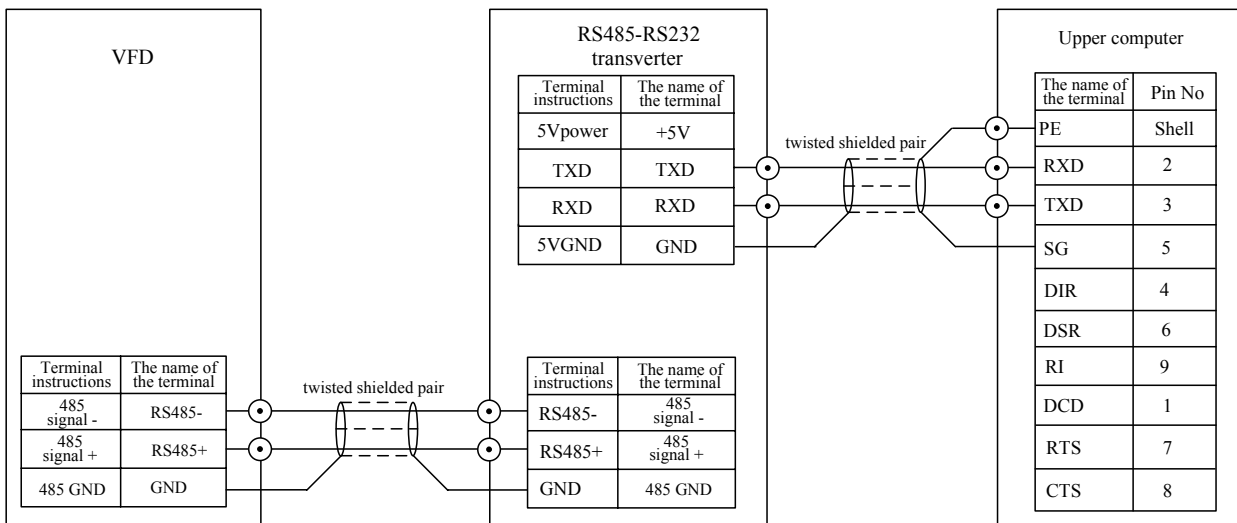 VFD
RS485-RS232
transverter
Upper computer
Terminal
instructions
The name of
the terminal
5Vpower
+5V
TXD
TXD
RXD
RXD
5VGND
GND
twisted shielded pair
The name of
the terminal
Pin No
PE
Shell
RXD
2
TXD
3
SG
5
DIR
4
DSR
6
RI
9
DCD
1
RTS
7
CTS
8
Terminal
instructions
The name of
the terminal
485
signal -
RS485-
485
signal +
RS485+
485 GND
GND
twisted shielded pair
Terminal
instructions
The name of
the terminal
RS485-
485
signal -
RS485+
485
signal +
GND
485 GND